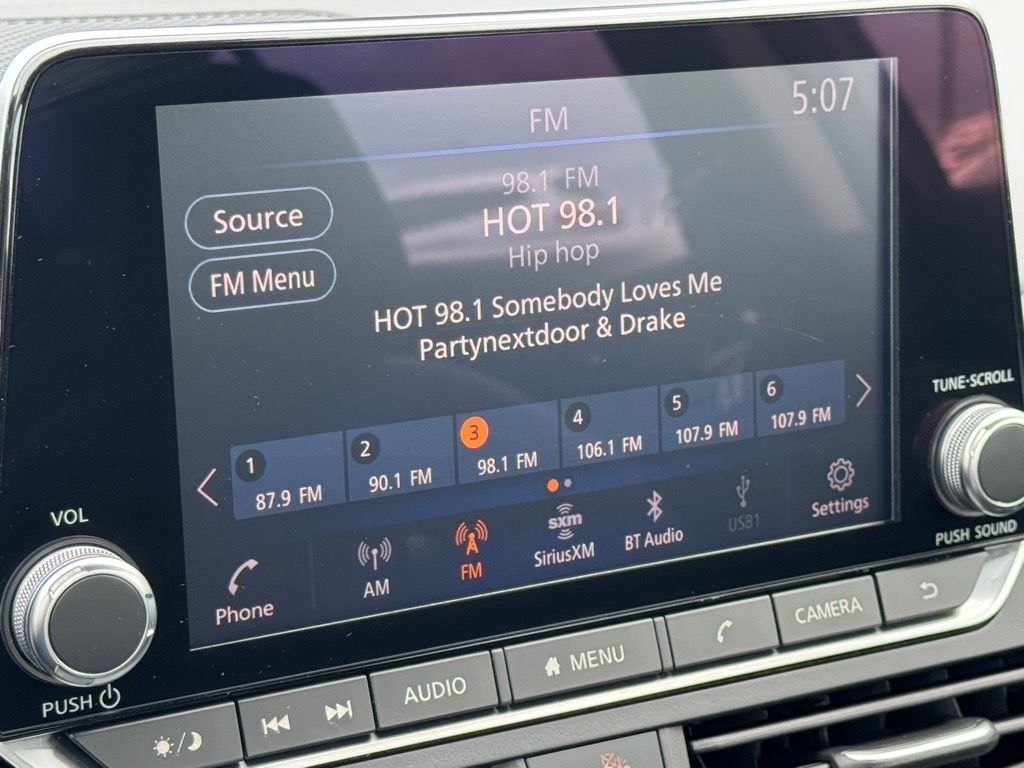 FM
5:07
98.1 FM
HOT 98.1
Hip hop
Source
FM Menu
HOT 98.1 Somebody Loves Me
Partynextdoor & Drake
1
87.9 FM
2
90.1 FM
3
98.1 FM
4
106.1 FM
5
107.9 FM
6
107.9 FM
Phone
AM
FM
sxm
SiriusXM
BT Audio
USB1
Settings
VOL
PUSH
TUNE·SCROLL
PUSH SOUND
AUDIO
MENU
CAMERA